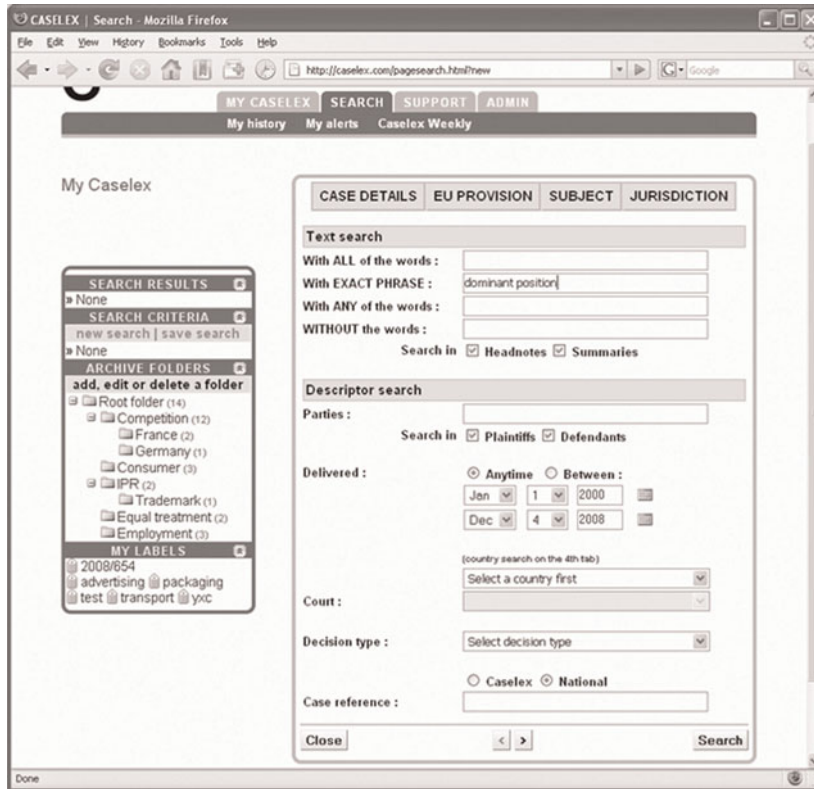 CASELEX | Search - Mozilla Firefox
File Edit View History Bookmarks Tools Help
http://caselex.com/pagesearch.html?new
G Google
MY CASELEX SEARCH SUPPORT ADMIN
My history My alerts Caselex Weekly
My Caselex
SEARCH RESULTS
» None
SEARCH CRITERIA
new search | save search
» None
ARCHIVE FOLDERS
add, edit or delete a folder
Root folder (14)
Competition (12)
France (2)
Germany (1)
Consumer (3)
IPR (2)
Trademark (1)
Equal treatment (2)
Employment (3)
MY LABELS
2008/654
advertising packaging
test transport yxc
CASE DETAILS EU PROVISION SUBJECT JURISDICTION
Text search
With ALL of the words :
With EXACT PHRASE : dominant position
With ANY of the words :
WITHOUT the words :
Search in Headnotes Summaries
Descriptor search
Parties :
Search in Plaintiffs Defendants
Delivered : Anytime Between :
Jan 1 2000
Dec 4 2008
(country search on the 4th tab)
Select a country first
Court :
Decision type : Select decision type
Caselex National
Case reference :
Close < > Search
Done